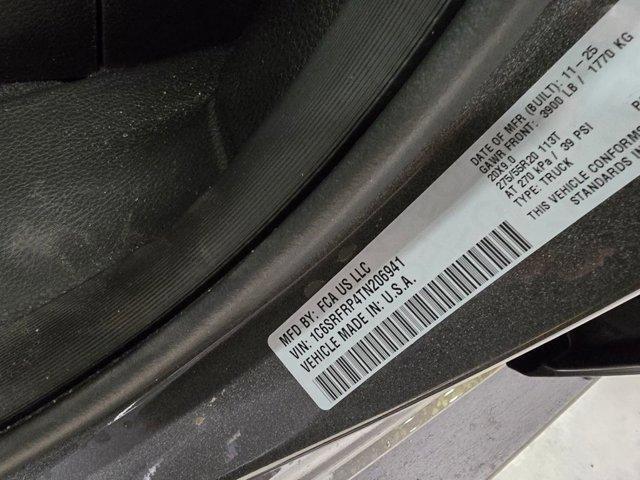 MFD BY: FCA US LLC
VIN: 1C6SRFRP4TN206941
VEHICLE MADE IN: U.S.A.
DATE OF MFR (BUILT): 11-25
GAWR FRONT: 3900 LB / 1770 KG
20X9.0
275/55R20 113T
AT 270 kPa / 39 PSI
TYPE: TRUCK
THIS VEHICLE CONFORM
STANDARDS IN